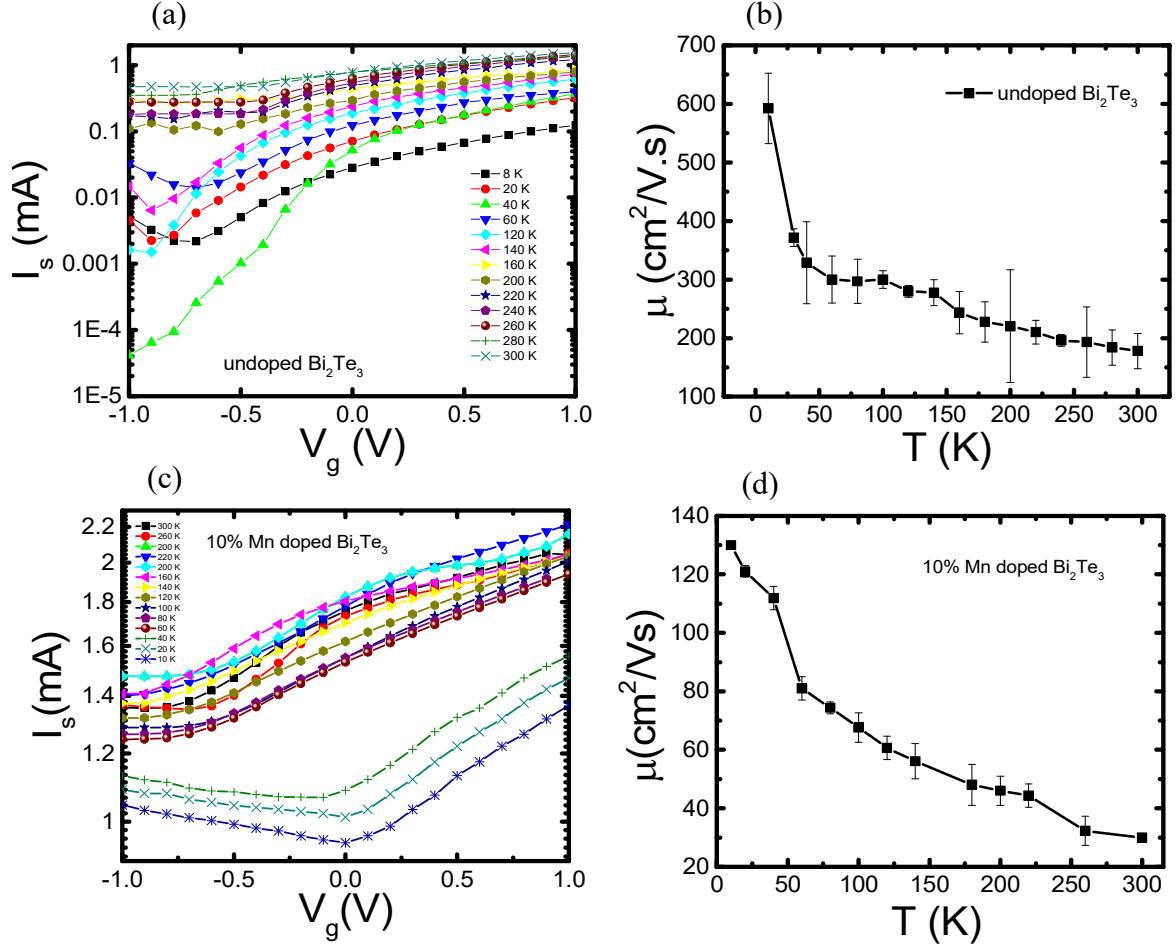 (a)
1
0.1
0.01
0.001
1E-4
1E-5
I_s (mA)
8 K
20 K
40 K
60 K
120 K
140 K
160 K
200 K
220 K
240 K
260 K
280 K
300 K
undoped Bi₂Te₃
-1.0 -0.5 0.0 0.5 1.0
V_g (V)
(b)
700
600
500
400
300
200
100
μ (cm²/V.s)
undoped Bi₂Te₃
0 50 100 150 200 250 300
T (K)
(c)
2.2
2
1.8
1.6
1.4
1.2
1
I_s(mA)
300 K
260 K
200 K
220 K
200 K
160 K
140 K
120 K
100 K
80 K
60 K
40 K
20 K
10 K
10% Mn doped Bi₂Te₃
-1.0 -0.5 0.0 0.5 1.0
V_g(V)
(d)
140
130
120
110
100
90
80
70
60
50
40
30
20
μ(cm²/Vs)
10% Mn doped Bi₂Te₃
0 50 100 150 200 250 300
T (K)